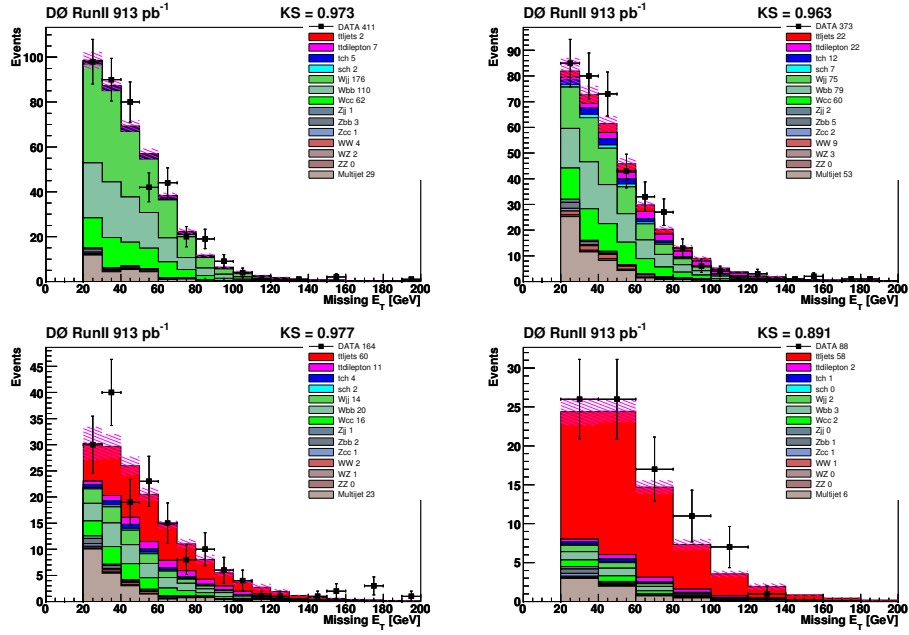 DØ RunII 913 pb-1 KS = 0.973
Events
100
80
60
40
20
0
DATA 411
ttljets 2
ttdilepton 7
tch 5
sch 2
Wjj 176
Wbb 110
Wcc 62
Zjj 1
Zbb 3
Zcc 1
WW 4
WZ 2
ZZ 0
Multijet 29
0 20 40 60 80 100 120 140 160 180 200
Missing ET [GeV]
DØ RunII 913 pb-1 KS = 0.963
Events
90
80
70
60
50
40
30
20
10
0
DATA 373
ttljets 22
ttdilepton 22
tch 12
sch 7
Wjj 75
Wbb 79
Wcc 60
Zjj 2
Zbb 5
Zcc 2
WW 9
WZ 3
ZZ 0
Multijet 53
0 20 40 60 80 100 120 140 160 180 200
Missing ET [GeV]
DØ RunII 913 pb-1 KS = 0.977
Events
45
40
35
30
25
20
15
10
5
0
DATA 164
ttljets 60
ttdilepton 11
tch 4
sch 2
Wjj 14
Wbb 20
Wcc 16
Zjj 1
Zbb 2
Zcc 1
WW 2
WZ 1
ZZ 0
Multijet 23
0 20 40 60 80 100 120 140 160 180 200
Missing ET [GeV]
DØ RunII 913 pb-1 KS = 0.891
Events
30
25
20
15
10
5
0
DATA 88
ttljets 58
ttdilepton 2
tch 1
sch 0
Wjj 2
Wbb 3
Wcc 2
Zjj 0
Zbb 1
Zcc 1
WW 1
WZ 0
ZZ 0
Multijet 6
0 20 40 60 80 100 120 140 160 180 200
Missing ET [GeV]